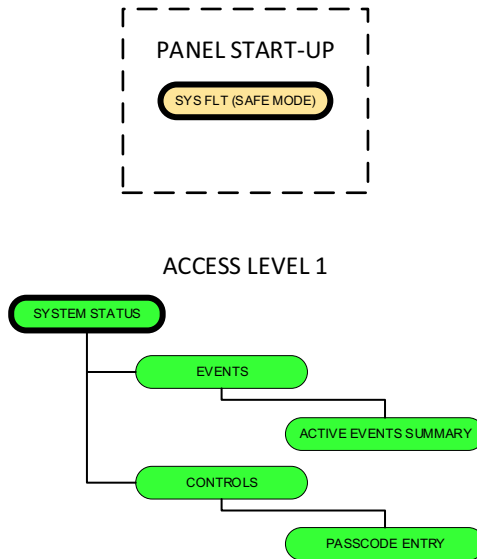 PANEL START-UP
SYS FLT (SAFE MODE)
ACCESS LEVEL 1
SYSTEM STATUS
EVENTS
ACTIVE EVENTS SUMMARY
CONTROLS
PASSCODE ENTRY